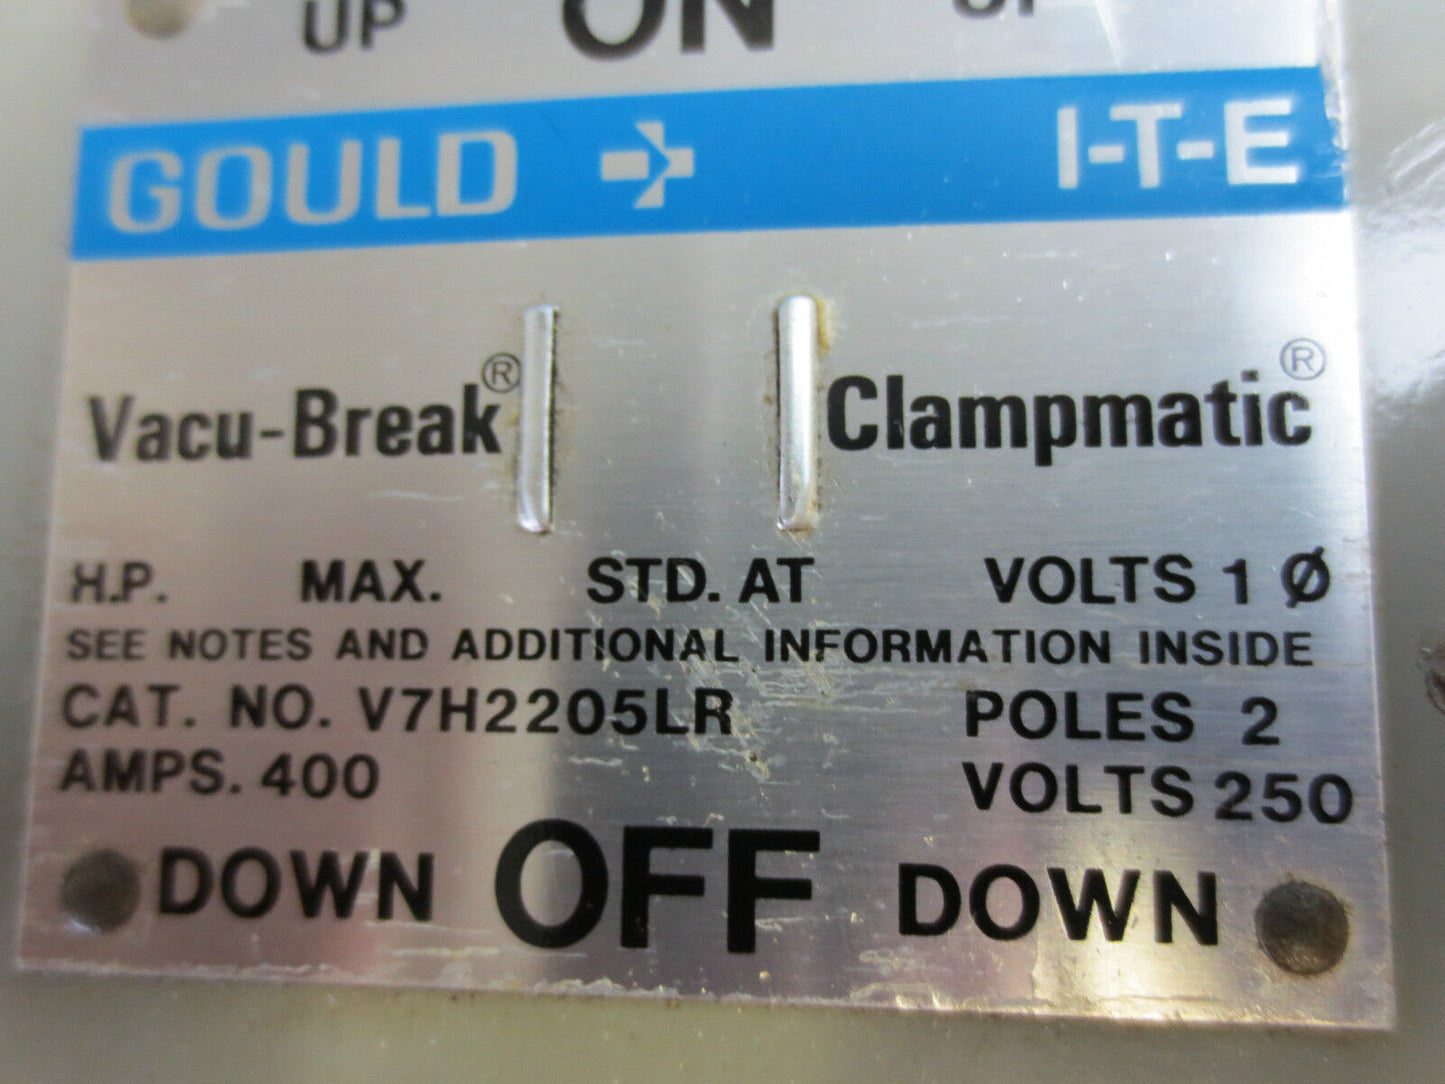 UP ON UP
GOULD I-T-E
Vacu-Break® Clampmatic®
H.P. MAX. STD. AT VOLTS 1 Ø
SEE NOTES AND ADDITIONAL INFORMATION INSIDE
CAT. NO. V7H2205LR POLES 2
AMPS. 400 VOLTS 250
DOWN OFF DOWN